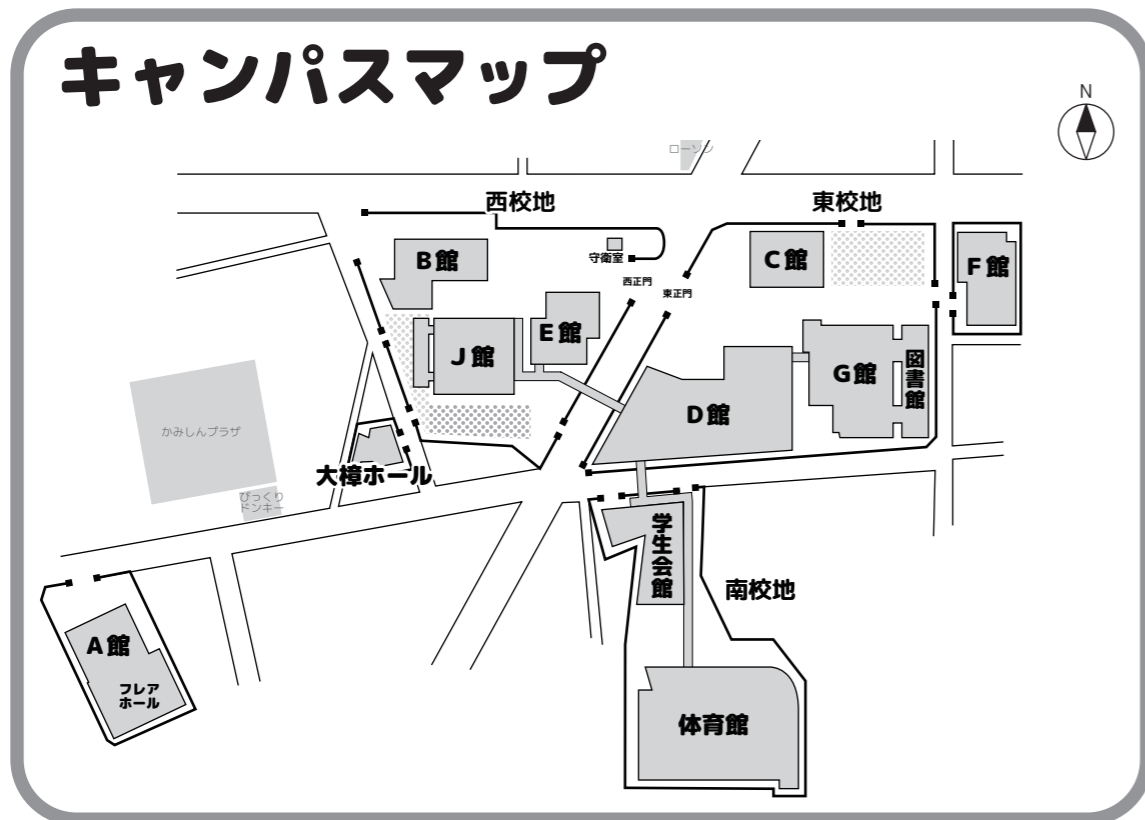 キャンパスマップ
N
ローソン
西校地
東校地
B館
守衛室
C館
F館
西正門
東正門
E館
J館
G館
図書館
D館
かみしんプラザ
大樟ホール
びっくり
ドンキー
学生会館
南校地
A館
フレア
ホール
体育館